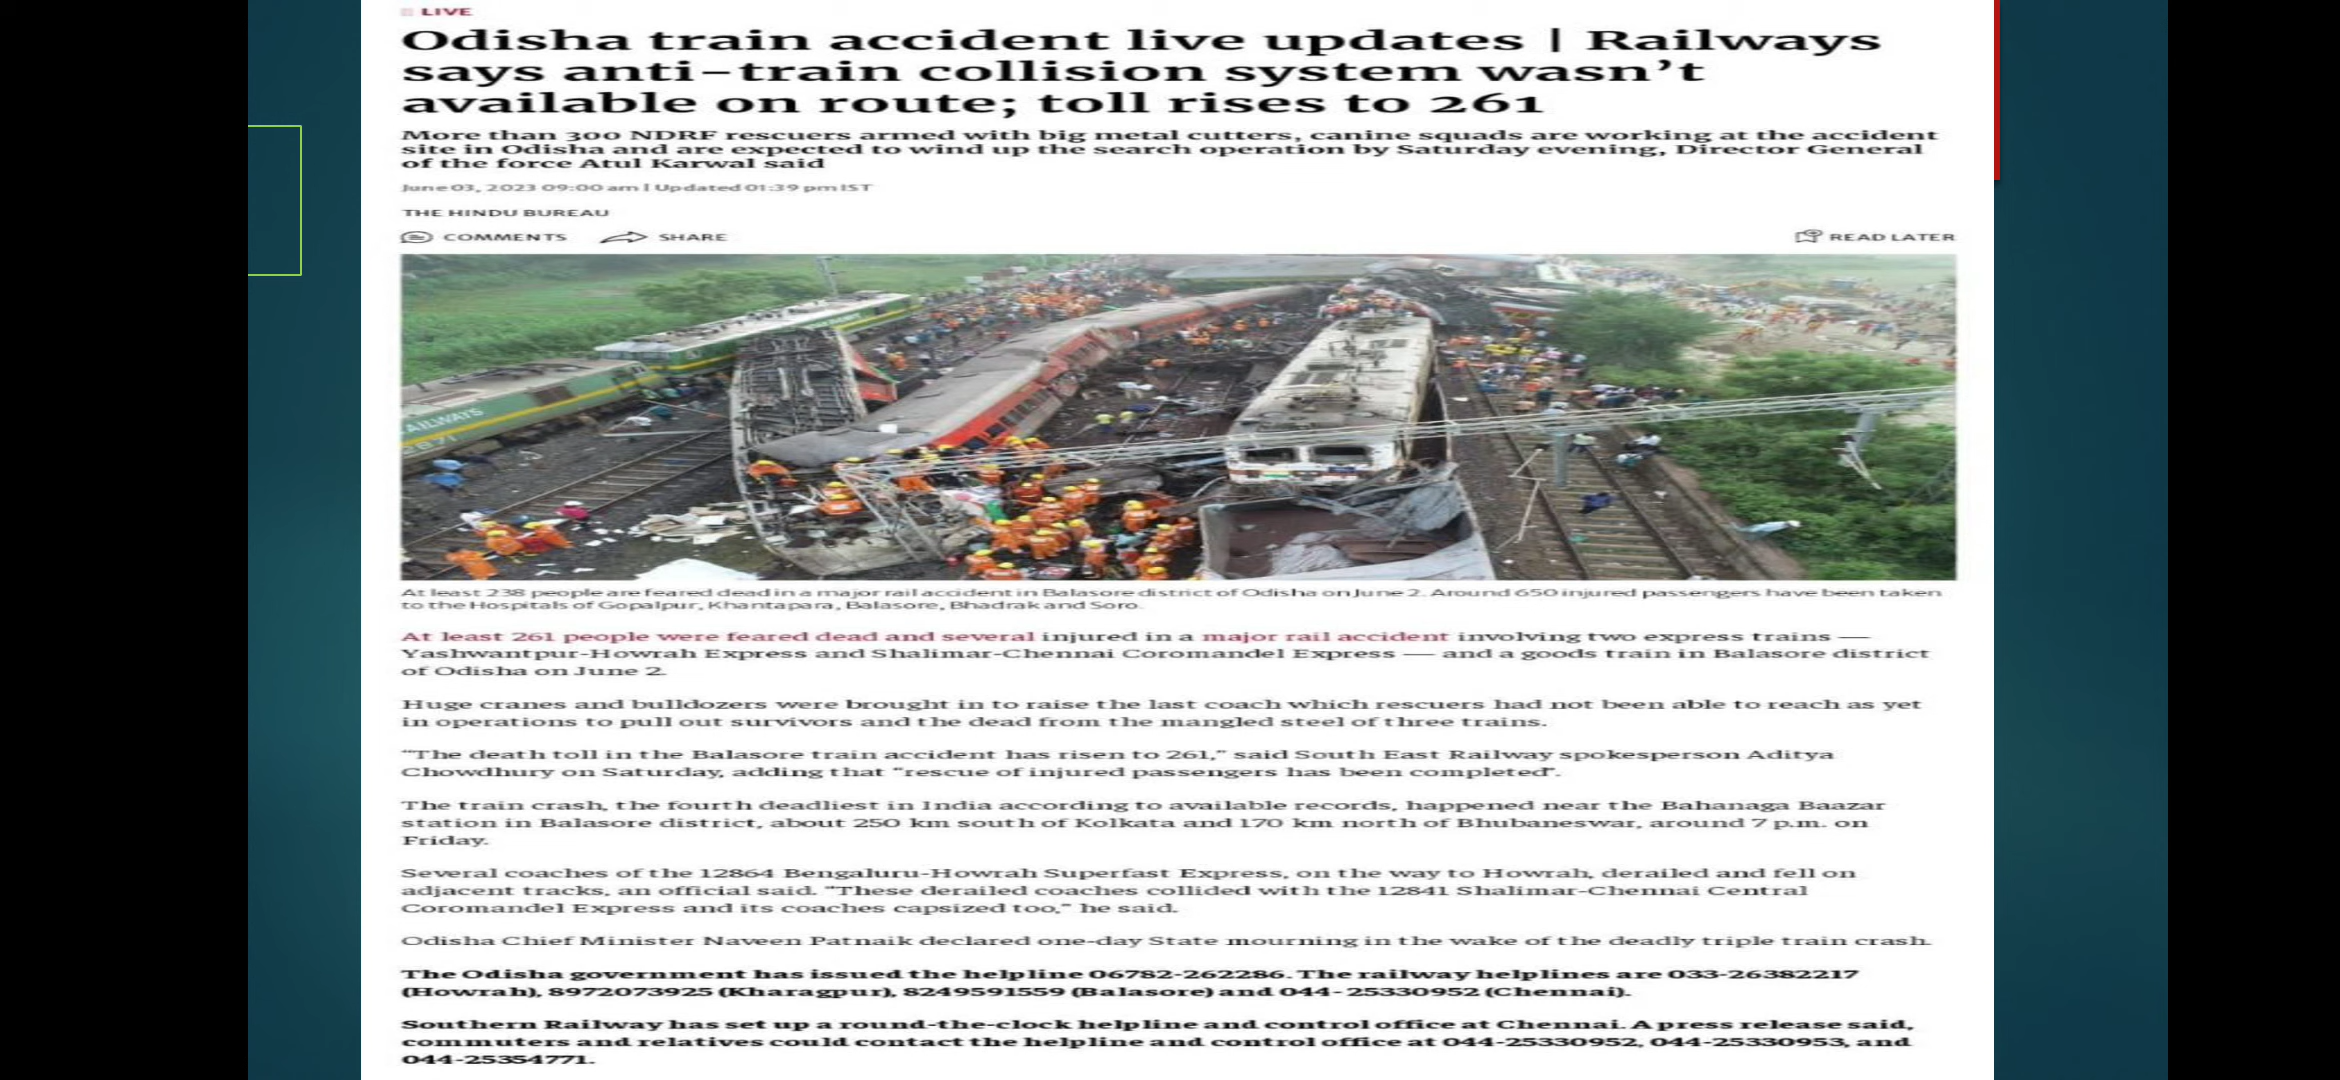 LIVE
Odisha train accident live updates | Railways
says anti-train collision system wasn't
available on route; toll rises to 261
More than 300 NDRF rescuers armed with big metal cutters, canine squads are working at the accident
site in Odisha and are expected to wind up the search operation by Saturday evening, Director General
of the force Atul Karwal said
June 03, 2023 09:00 am | Updated 01:39 pm IST
THE HINDU BUREAU
COMMENTS SHARE READ LATER
AILWAYS
At least 238 people are feared dead in a major rail accident in Balasore district of Odisha on June 2. Around 650 injured passengers have been taken
to the Hospitals of Gopalpur, Khantapara, Balasore, Bhadrak and Soro.
At least 261 people were feared dead and several injured in a major rail accident involving two express trains —
Yashwantpur-Howrah Express and Shalimar-Chennai Coromandel Express — and a goods train in Balasore district
of Odisha on June 2.
Huge cranes and bulldozers were brought in to raise the last coach which rescuers had not been able to reach as yet
in operations to pull out survivors and the dead from the mangled steel of three trains.
“The death toll in the Balasore train accident has risen to 261,” said South East Railway spokesperson Aditya
Chowdhury on Saturday, adding that “rescue of injured passengers has been completed”.
The train crash, the fourth deadliest in India according to available records, happened near the Bahanaga Baazar
station in Balasore district, about 250 km south of Kolkata and 170 km north of Bhubaneswar, around 7 p.m. on
Friday.
Several coaches of the 12864 Bengaluru-Howrah Superfast Express, on the way to Howrah, derailed and fell on
adjacent tracks, an official said. “These derailed coaches collided with the 12841 Shalimar-Chennai Central
Coromandel Express and its coaches capsized too,” he said.
Odisha Chief Minister Naveen Patnaik declared one-day State mourning in the wake of the deadly triple train crash.
The Odisha government has issued the helpline 06782-262286. The railway helplines are 033-26382217
(Howrah), 8972073925 (Kharagpur), 8249591559 (Balasore) and 044- 25330952 (Chennai).
Southern Railway has set up a round-the-clock helpline and control office at Chennai. A press release said,
commuters and relatives could contact the helpline and control office at 044-25330952, 044-25330953, and
044-25354771.